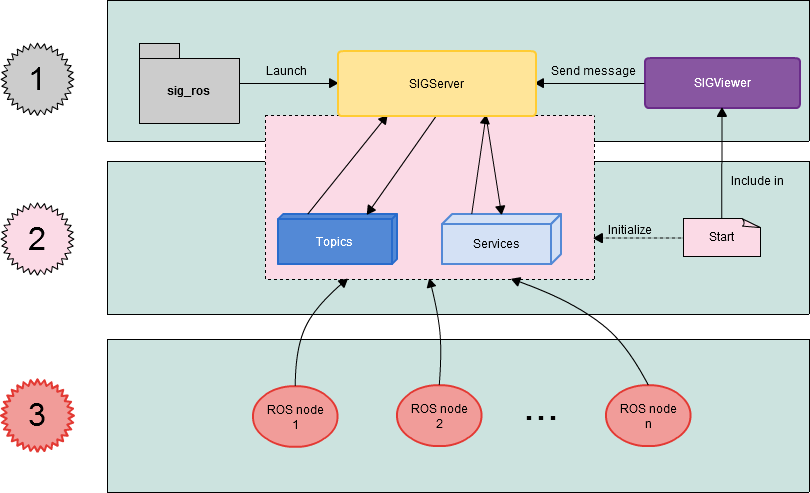 1
sig_ros
Launch
SIGServer
Send message
SIGViewer
Include in
2
Topics
Services
Initialize
Start
3
ROS node
1
ROS node
2
...
ROS node
n